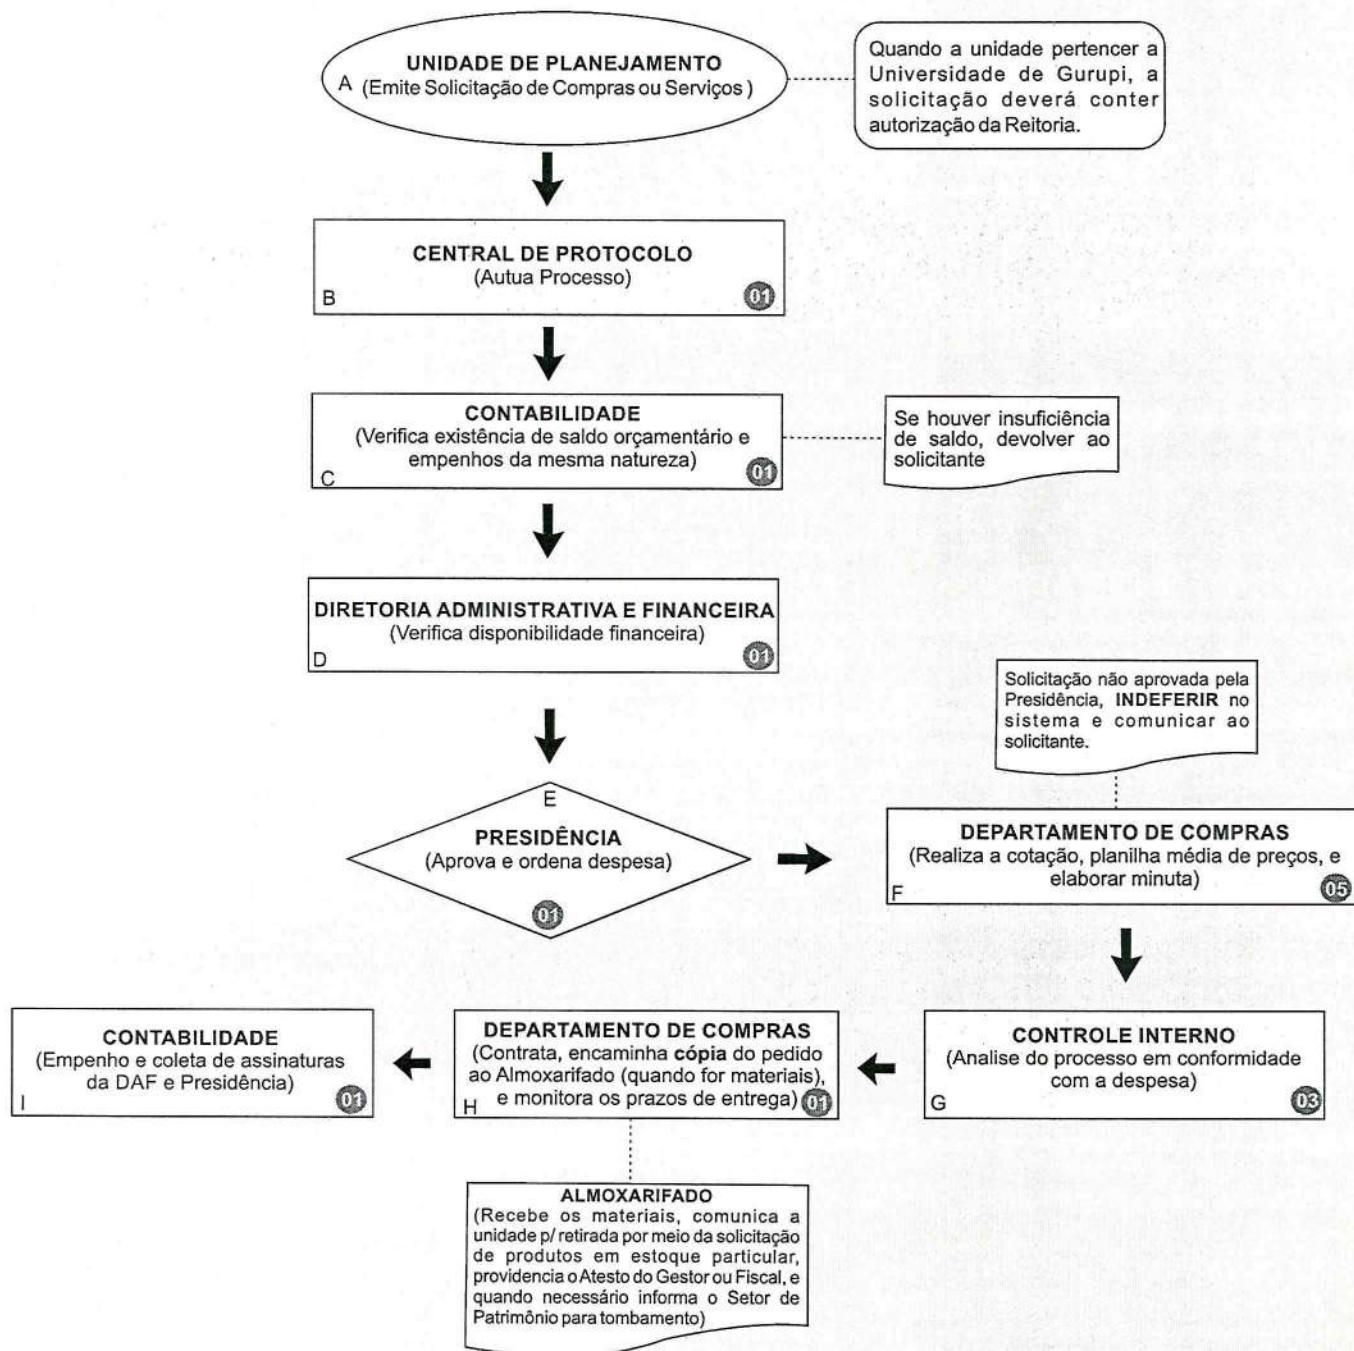 UNIDADE DE PLANEJAMENTO
A (Emite Solicitação de Compras ou Serviços )
Quando a unidade pertencer a
Universidade de Gurupi, a
solicitação deverá conter
autorização da Reitoria.
CENTRAL DE PROTOCOLO
(Autua Processo)
B
01
CONTABILIDADE
(Verifica existência de saldo orçamentário e
empenhos da mesma natureza)
C
01
Se houver insuficiência
de saldo, devolver ao
solicitante
DIRETORIA ADMINISTRATIVA E FINANCEIRA
(Verifica disponibilidade financeira)
D
01
Solicitação não aprovada pela
Presidência, INDEFERIR no
sistema e comunicar ao
solicitante.
E
PRESIDÊNCIA
(Aprova e ordena despesa)
01
DEPARTAMENTO DE COMPRAS
(Realiza a cotação, planilha média de preços, e
elaborar minuta)
F
05
CONTROLE INTERNO
(Analise do processo em conformidade
com a despesa)
G
03
DEPARTAMENTO DE COMPRAS
(Contrata, encaminha cópia do pedido
ao Almoxarifado (quando for materiais),
e monitora os prazos de entrega)
H
01
CONTABILIDADE
(Empenho e coleta de assinaturas
da DAF e Presidência)
I
01
ALMOXARIFADO
(Recebe os materiais, comunica a
unidade p/ retirada por meio da solicitação
de produtos em estoque particular,
providencia o Atesto do Gestor ou Fiscal, e
quando necessário informa o Setor de
Patrimônio para tombamento)